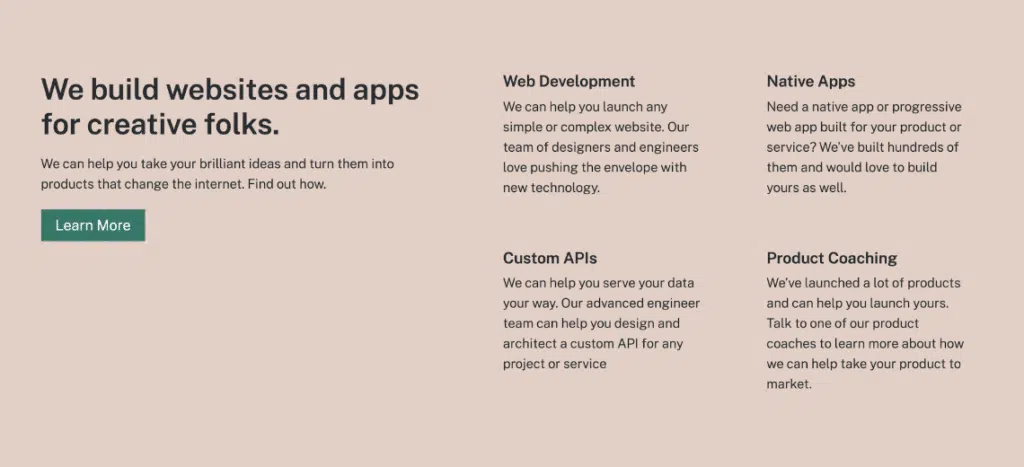 We build websites and apps
for creative folks.
We can help you take your brilliant ideas and turn them into
products that change the internet. Find out how.
Learn More
Web Development
We can help you launch any
simple or complex website. Our
team of designers and engineers
love pushing the envelope with
new technology.
Native Apps
Need a native app or progressive
web app built for your product or
service? We've built hundreds of
them and would love to build
yours as well.
Custom APIs
We can help you serve your data
your way. Our advanced engineer
team can help you design and
architect a custom API for any
project or service
Product Coaching
We've launched a lot of products
and can help you launch yours.
Talk to one of our product
coaches to learn more about how
we can help take your product to
market.